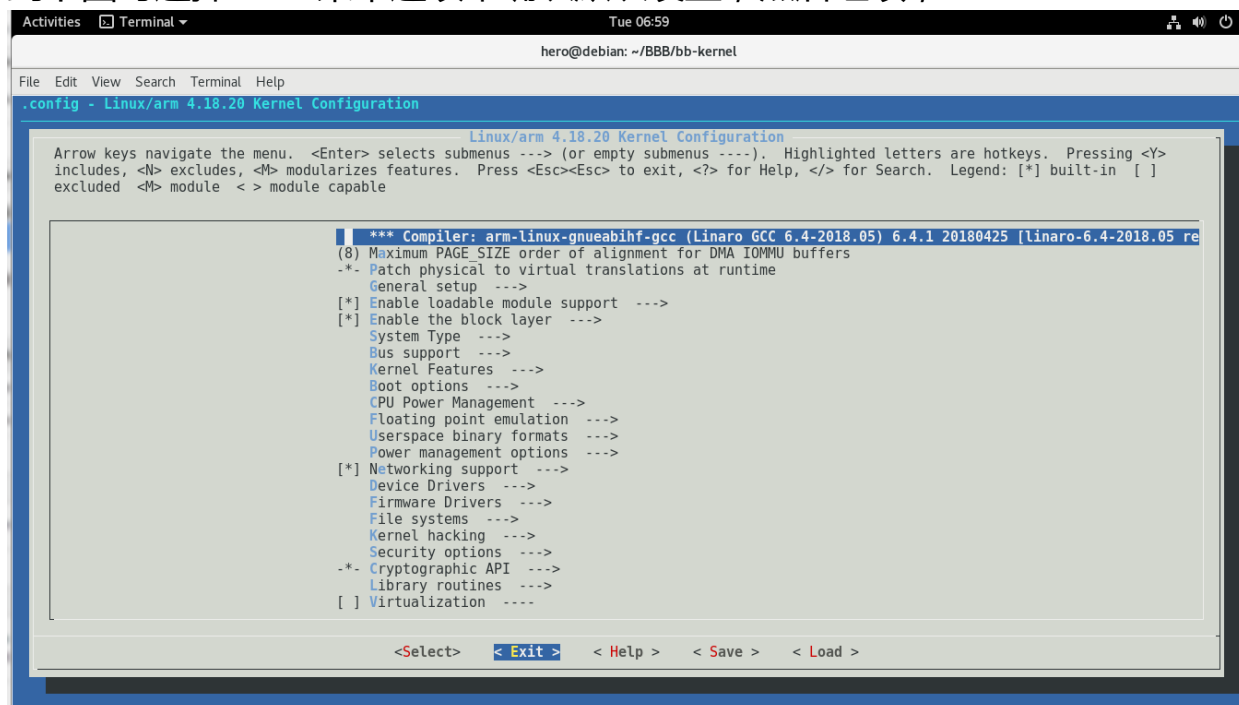 Activities Terminal Tue 06:59
hero@debian: ~/BBB/bb-kernel
File Edit View Search Terminal Help
.config - Linux/arm 4.18.20 Kernel Configuration
Linux/arm 4.18.20 Kernel Configuration
Arrow keys navigate the menu. <Enter> selects submenus ---> (or empty submenus ----). Highlighted letters are hotkeys. Pressing <Y>
includes, <N> excludes, <M> modularizes features. Press <Esc><Esc> to exit, <?> for Help, </> for Search. Legend: [*] built-in [ ]
excluded <M> module < > module capable
*** Compiler: arm-linux-gnueabihf-gcc (Linaro GCC 6.4-2018.05) 6.4.1 20180425 [linaro-6.4-2018.05 re
(8) Maximum PAGE_SIZE order of alignment for DMA IOMMU buffers
-*- Patch physical to virtual translations at runtime
General setup --->
[*] Enable loadable module support --->
[*] Enable the block layer --->
System Type --->
Bus support --->
Kernel Features --->
Boot options --->
CPU Power Management --->
Floating point emulation --->
Userspace binary formats --->
Power management options --->
[*] Networking support --->
Device Drivers --->
Firmware Drivers --->
File systems --->
Kernel hacking --->
Security options --->
-*- Cryptographic API --->
Library routines --->
[ ] Virtualization ----
<Select> < Exit > < Help > < Save > < Load >